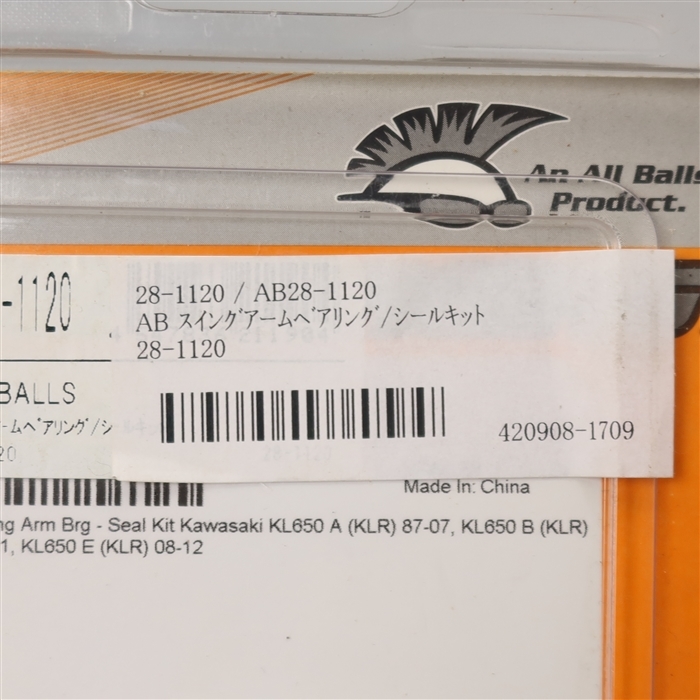 An All Balls
Product.
-1120
28-1120 / AB28-1120
AB スイングアームベアリング/シールキット
28-1120
BALLS
ームベアリング/シ
20
420908-1709
Made In: China
ng Arm Brg - Seal Kit Kawasaki KL650 A (KLR) 87-07, KL650 B (KLR)
1, KL650 E (KLR) 08-12